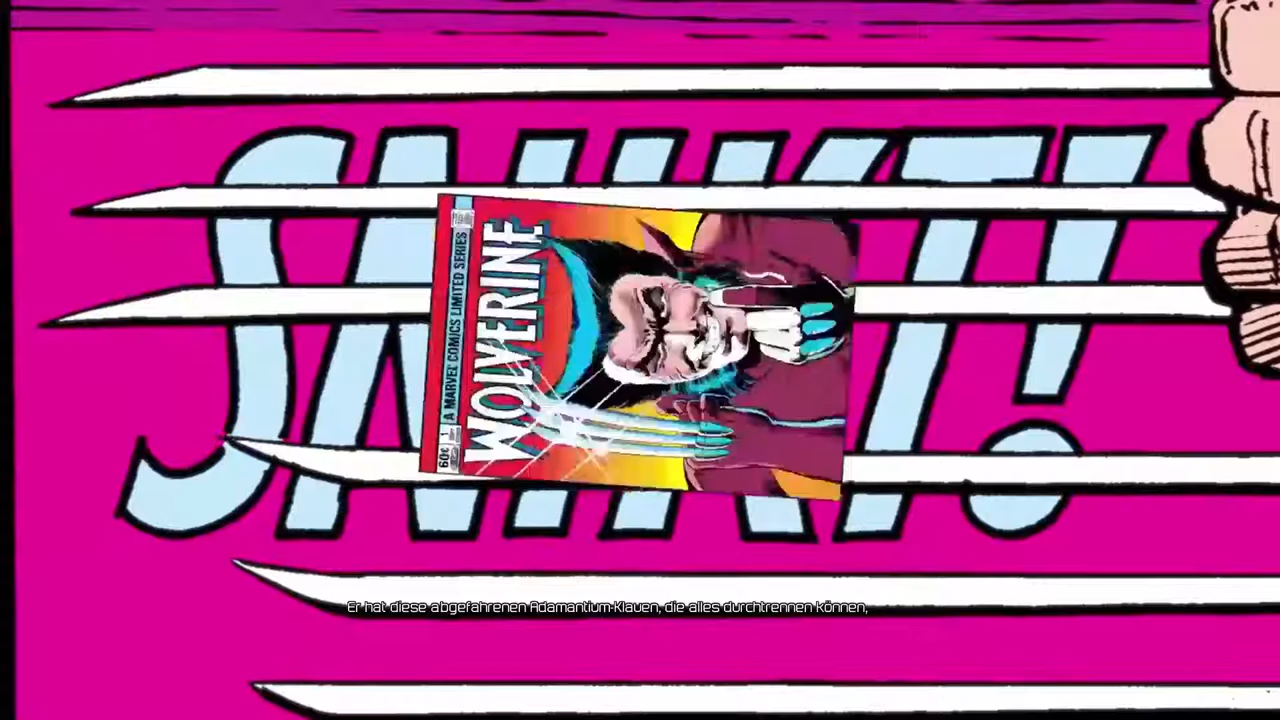 SNIKT!
A MARVEL COMICS LIMITED SERIES
60¢
1
WOLVERINE
Er hat diese abgefahrenen Adamantium-Klauen, die alles durchtrennen können,